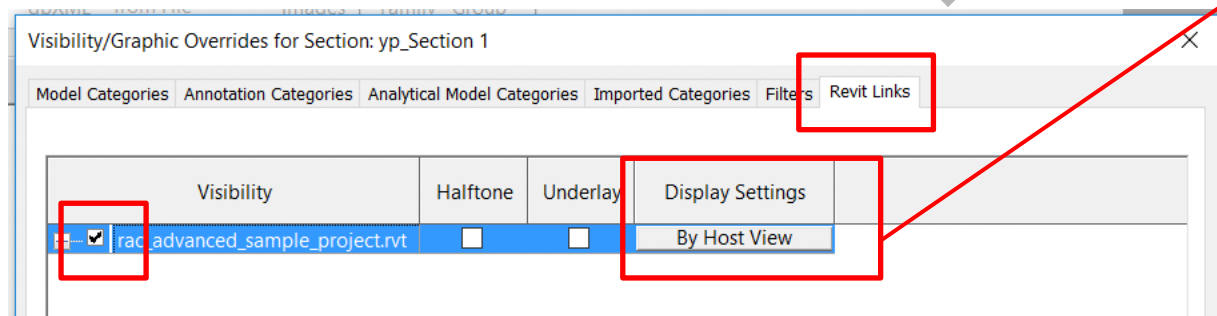 Visibility/Graphic Overrides for Section: yp_Section 1
Model Categories Annotation Categories Analytical Model Categories Imported Categories Filters Revit Links
Visibility Halftone Underlay Display Settings
rac_advanced_sample_project.rvt By Host View